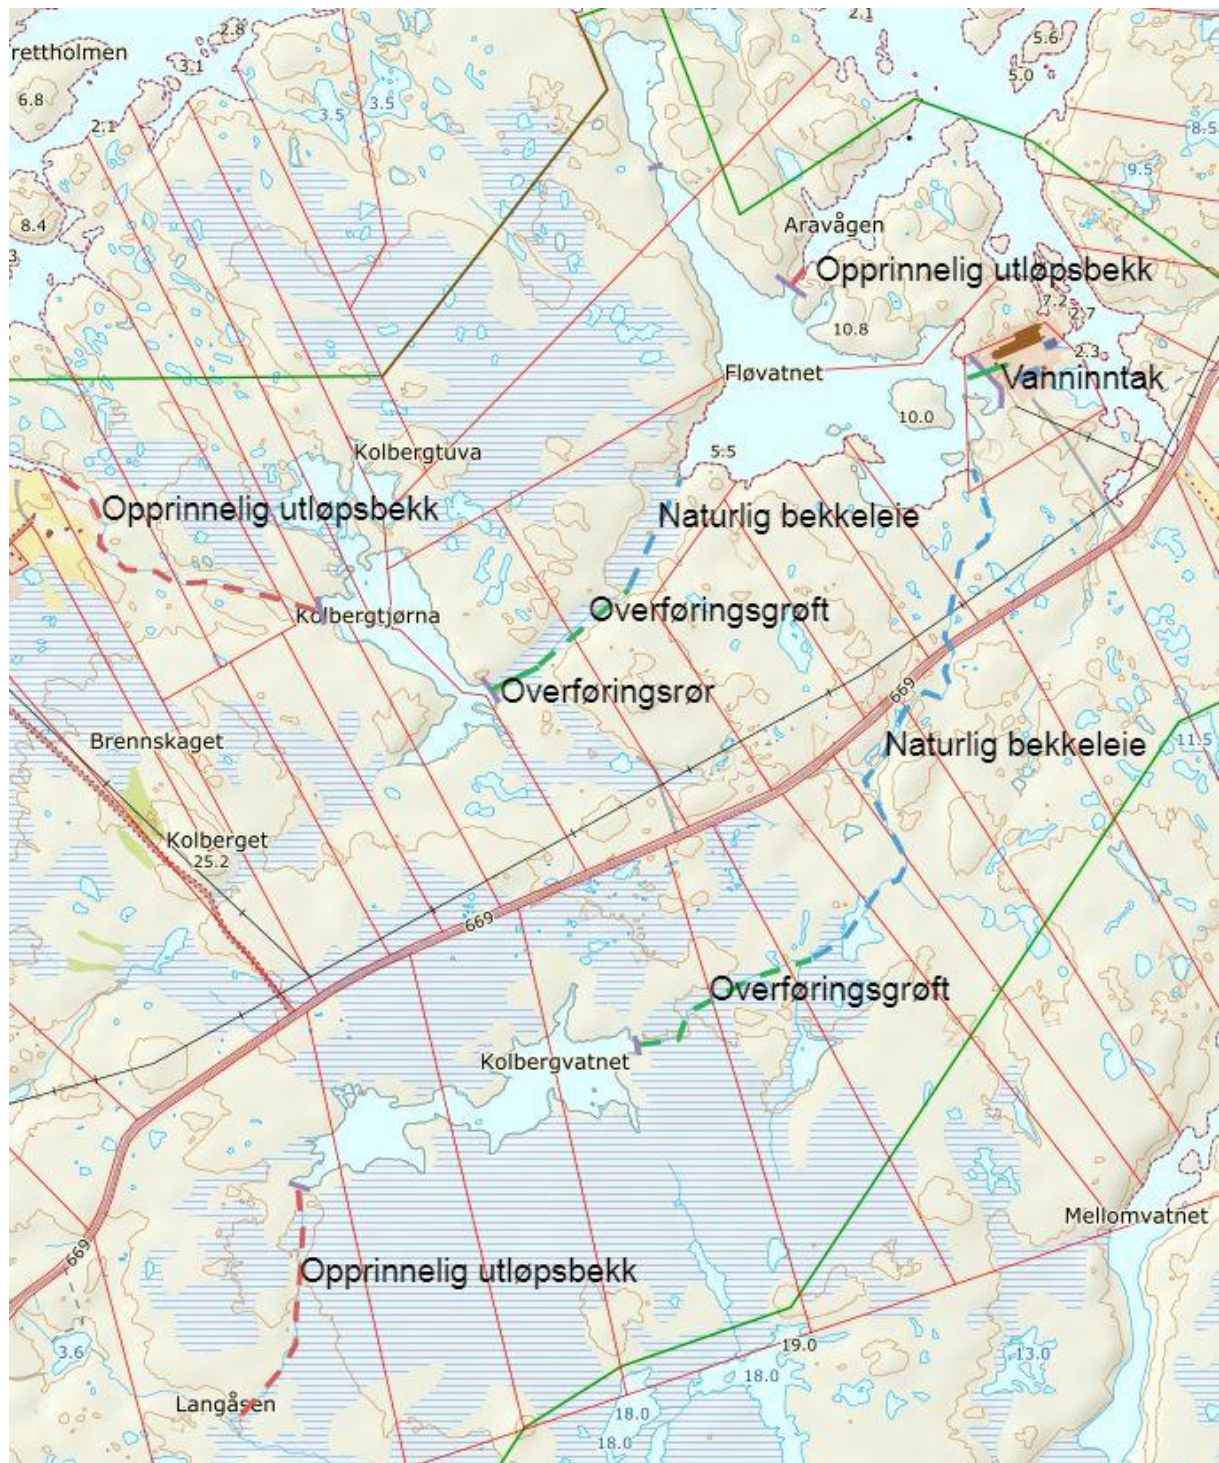 2.8
2.1
rettholmen
5.6
3.1
5.0
3.5
3.5
6.8
2.1
8.5
9.5
8.4
Aravågen
3
Opprinnelig utløpsbekk
7.2
2.7
10.8
2.3
Fløvatnet
Vanninntak
10.0
5.5
Kolbergtuva
Opprinnelig utløpsbekk
Naturlig bekkeleie
Overføringsgrøft
Kolbergtjørna
Overføringsrør
669
Brennskaget
Naturlig bekkeleie
11.5
Kolberget
25.2
669
Overføringsgrøft
Kolbergvatnet
Mellomvatnet
669
Opprinnelig utløpsbekk
19.0
3.6
13.0
18.0
Langåsen
18.0
18.0